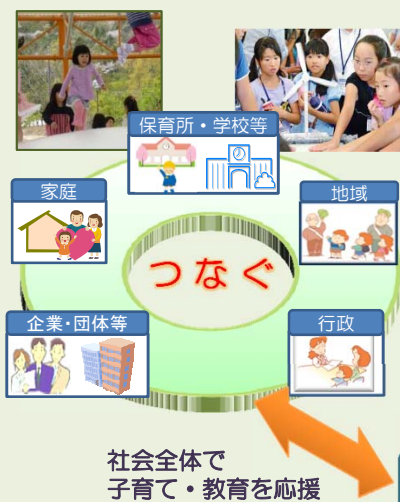 保育所・学校等
家庭
地域
つなぐ
企業・団体等
行政
社会全体で
子育て・教育を応援